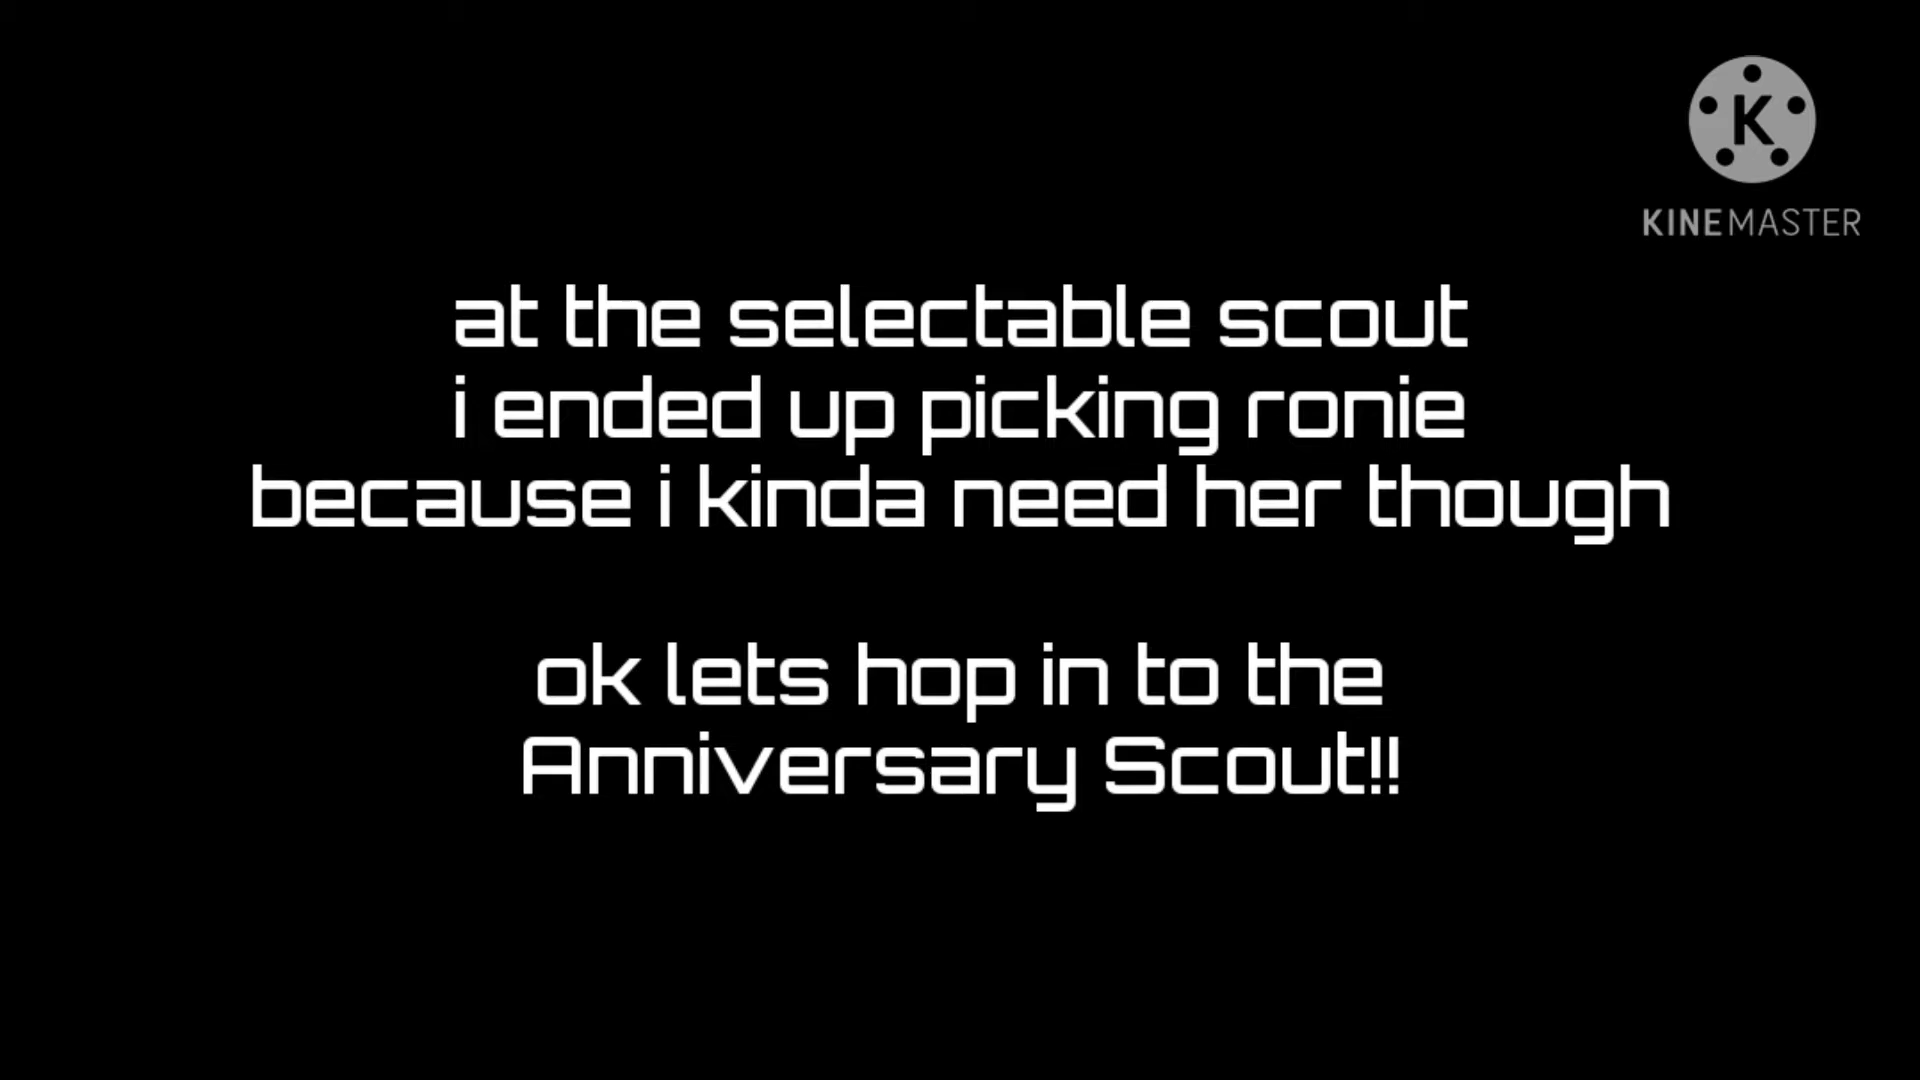 K
KINEMASTER
at the selectable scout
i ended up picking ronie
because i kinda need her though
ok lets hop in to the
Anniversary Scout!!